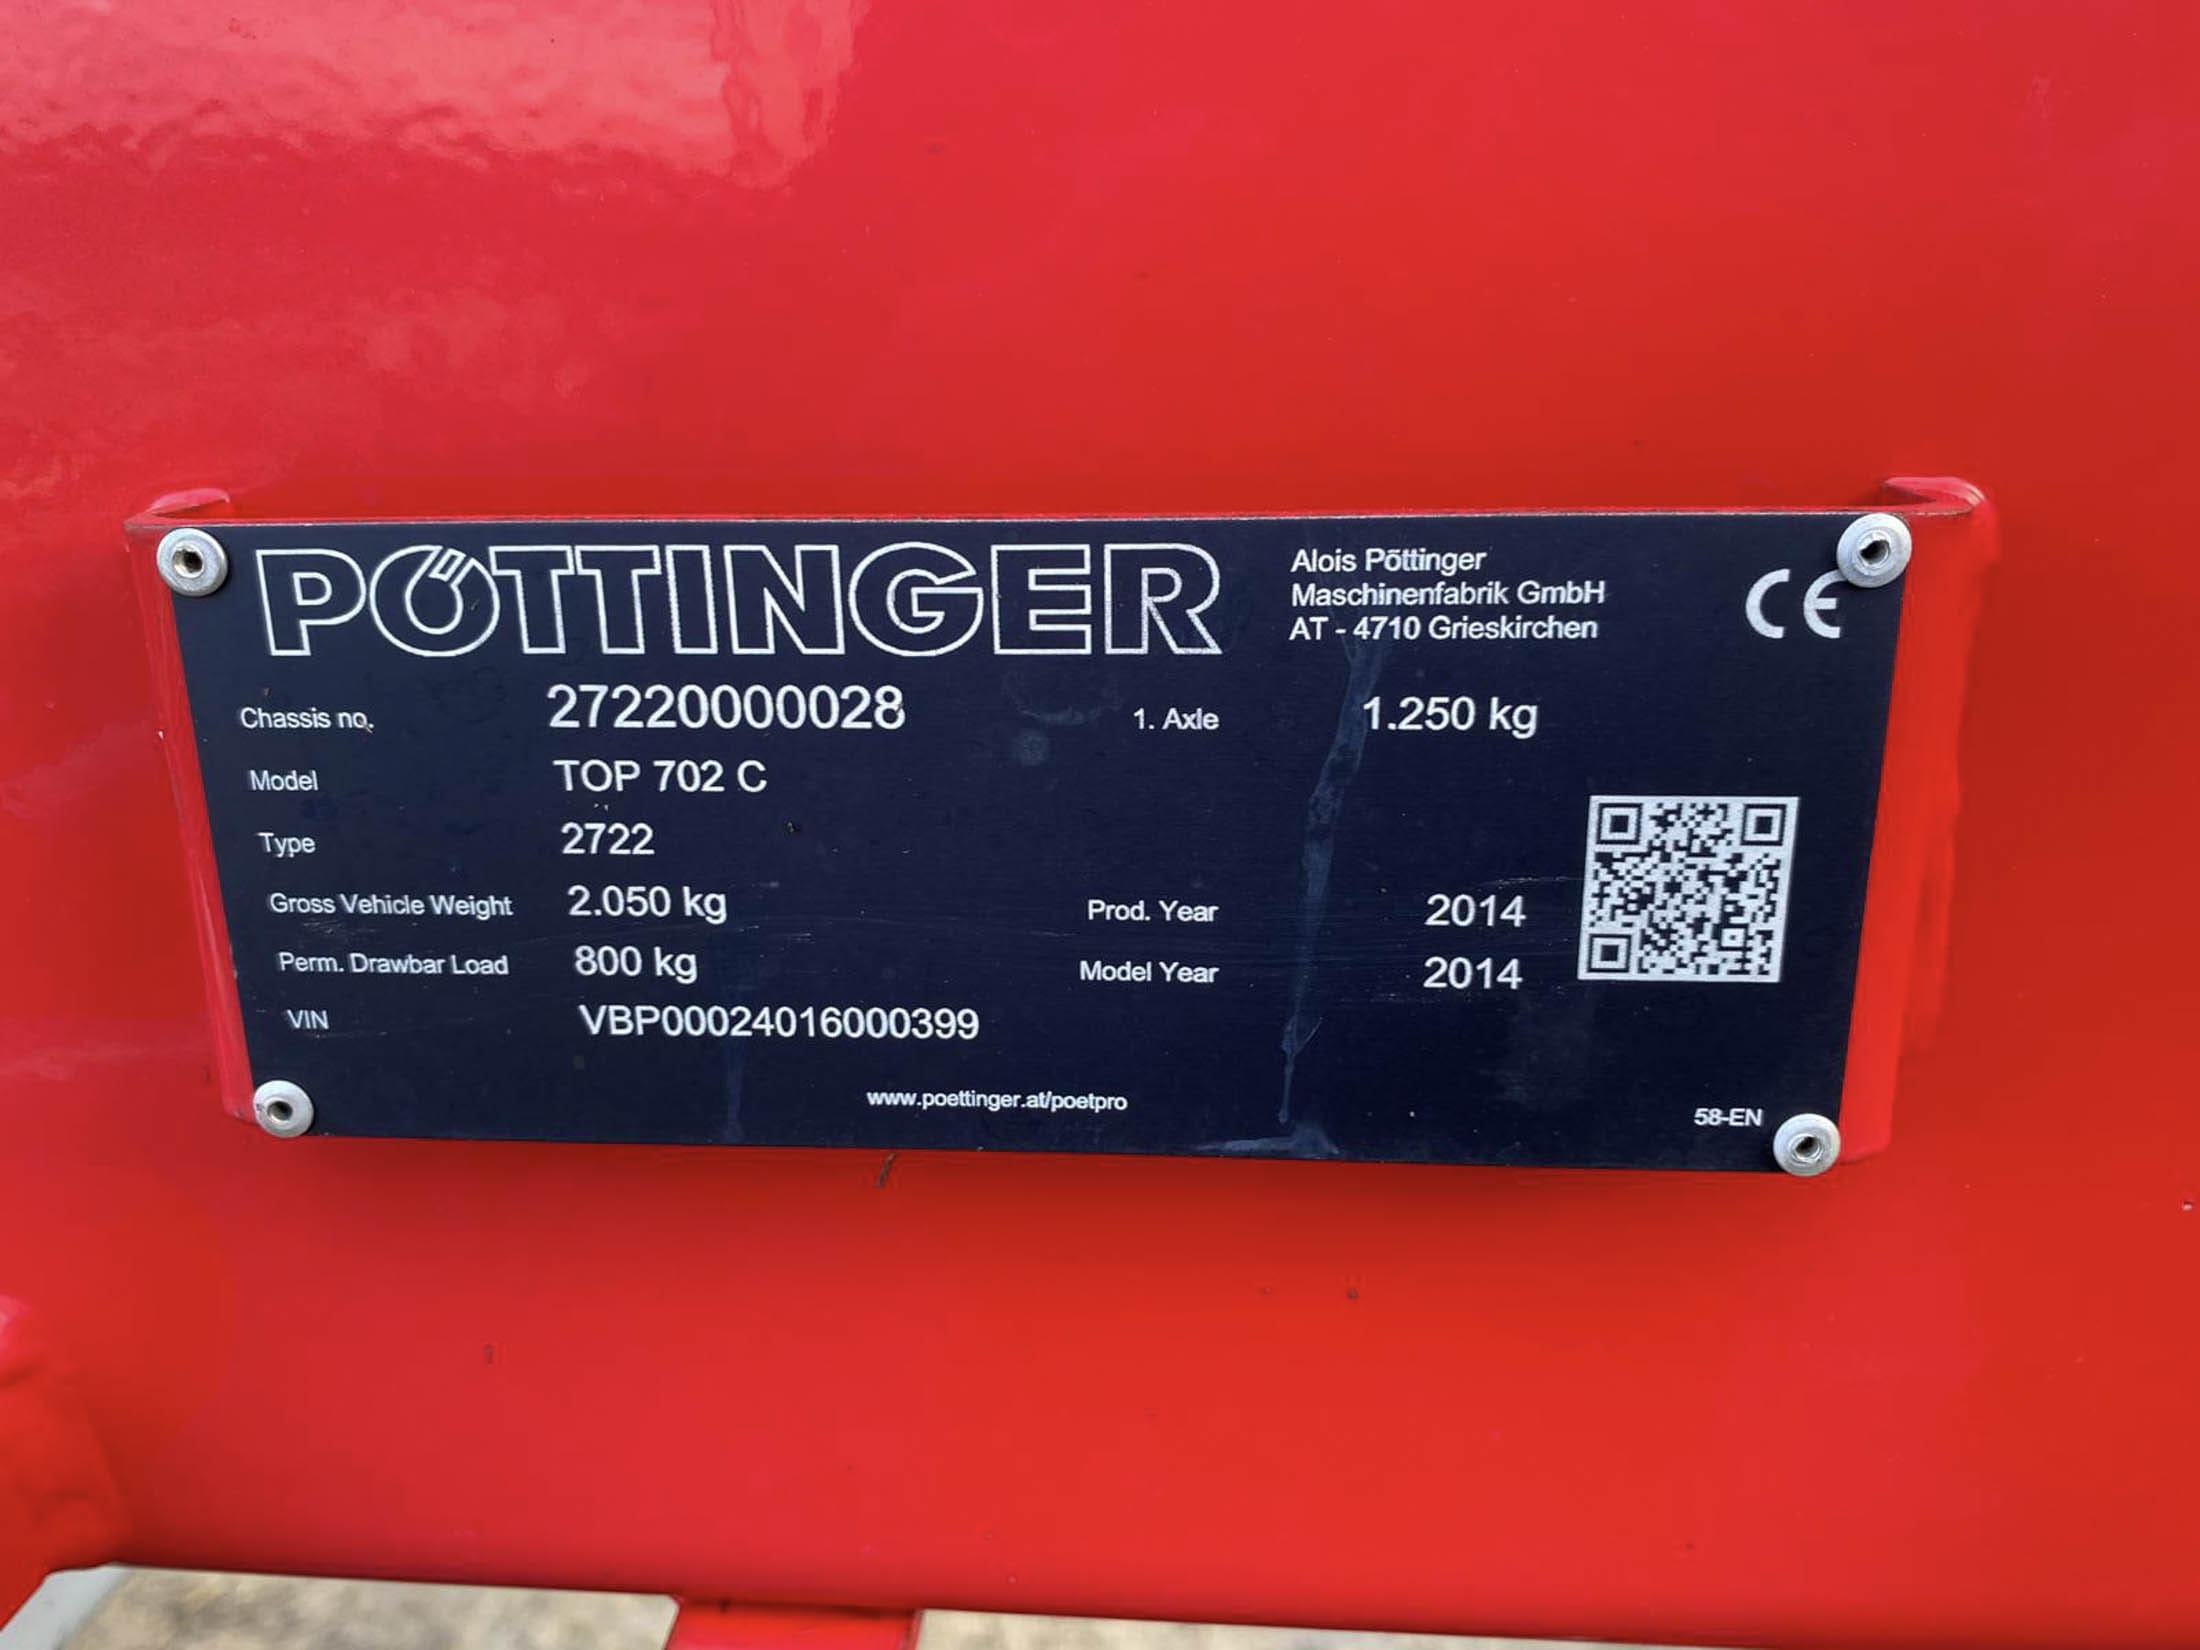 PÖTTINGER
Alois Pöttinger
Maschinenfabrik GmbH
AT - 4710 Grieskirchen
CE
Chassis no. 27220000028 1. Axle 1.250 kg
Model TOP 702 C
Type 2722
Gross Vehicle Weight 2.050 kg Prod. Year 2014
Perm. Drawbar Load 800 kg Model Year 2014
VIN VBP00024016000399
www.poettinger.at/poetpro
58-EN